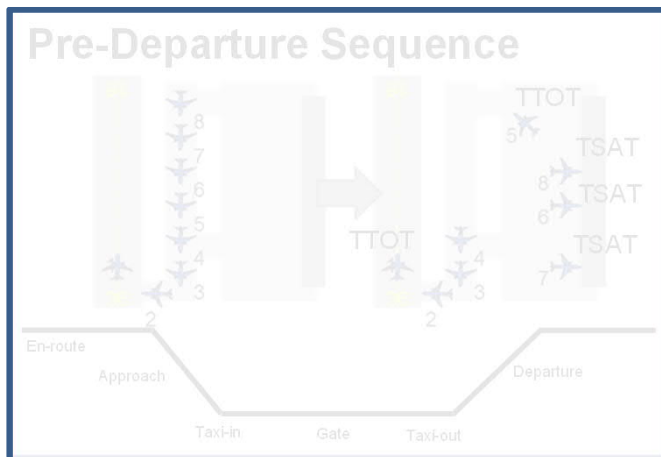 Pre-Departure Sequence
TTOT
5
8
7
6
5
4
3
2
TSAT
8
TSAT
6
TSAT
7
TTOT
4
3
2
En-route
Approach
Taxi-in
Gate
Taxi-out
Departure